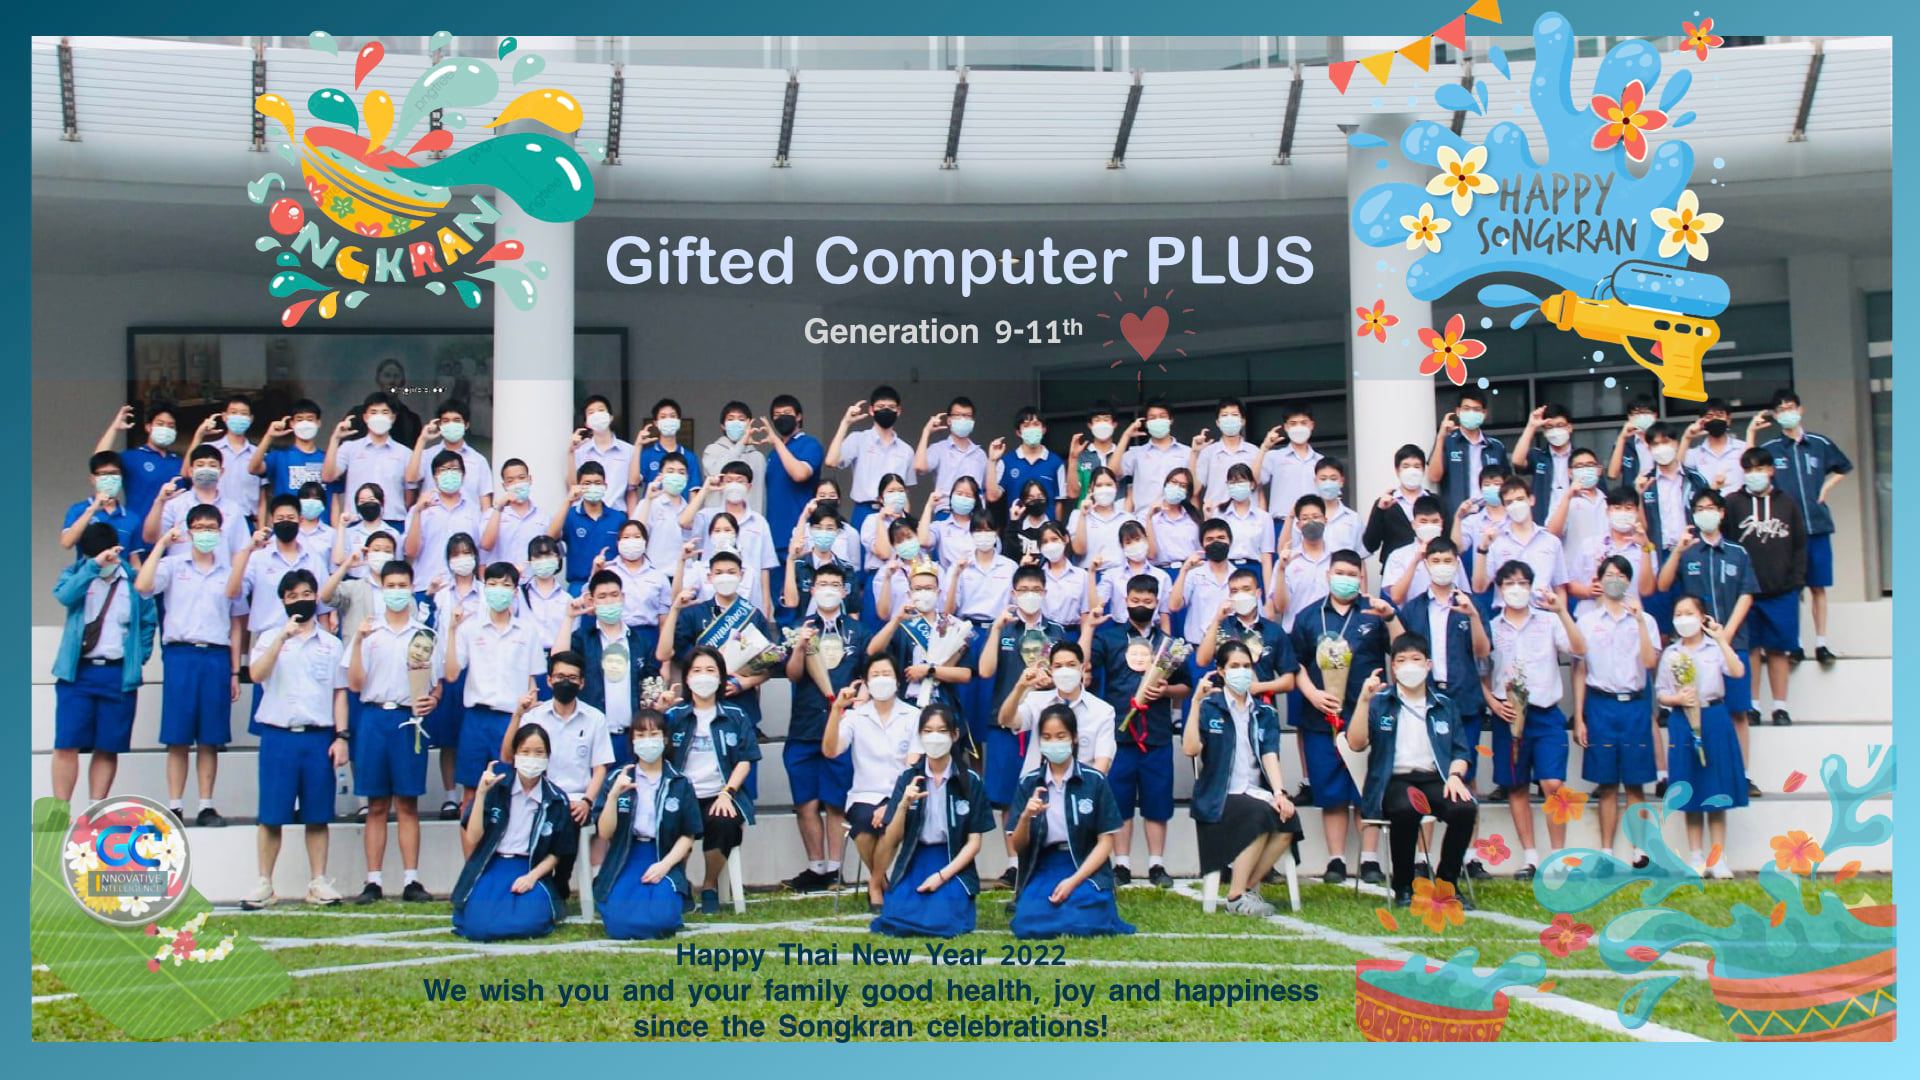 SONGKRAN
HAPPY
SONGKRAN
Gifted Computer PLUS
Generation 9-11th
GC
INNOVATIVE
INTELLIGENCE
Happy Thai New Year 2022
We wish you and your family good health, joy and happiness
since the Songkran celebrations!